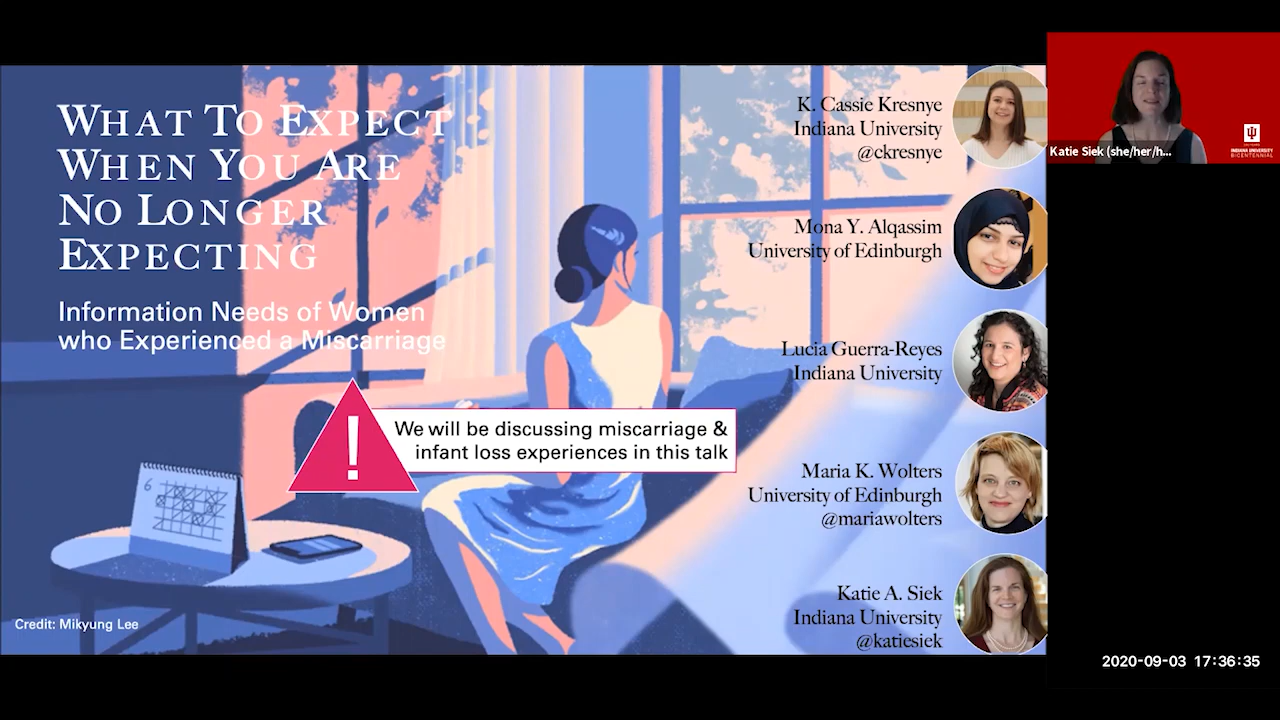 WHAT TO EXPECT
WHEN YOU ARE
NO LONGER
EXPECTING
Information Needs of Women
who Experienced a Miscarriage
We will be discussing miscarriage &
infant loss experiences in this talk
6
Credit: Mikyung Lee
K. Cassie Kresnye
Indiana University
@ckresnye
Mona Y. Alqassim
University of Edinburgh
Lucia Guerra-Reyes
Indiana University
Maria K. Wolters
University of Edinburgh
@mariawolters
Katie A. Siek
Indiana University
@katiesiek
Katie Siek (she/her/h...
INDIANA UNIVERSITY
BICENTENNIAL
2020-09-03 17:36:35